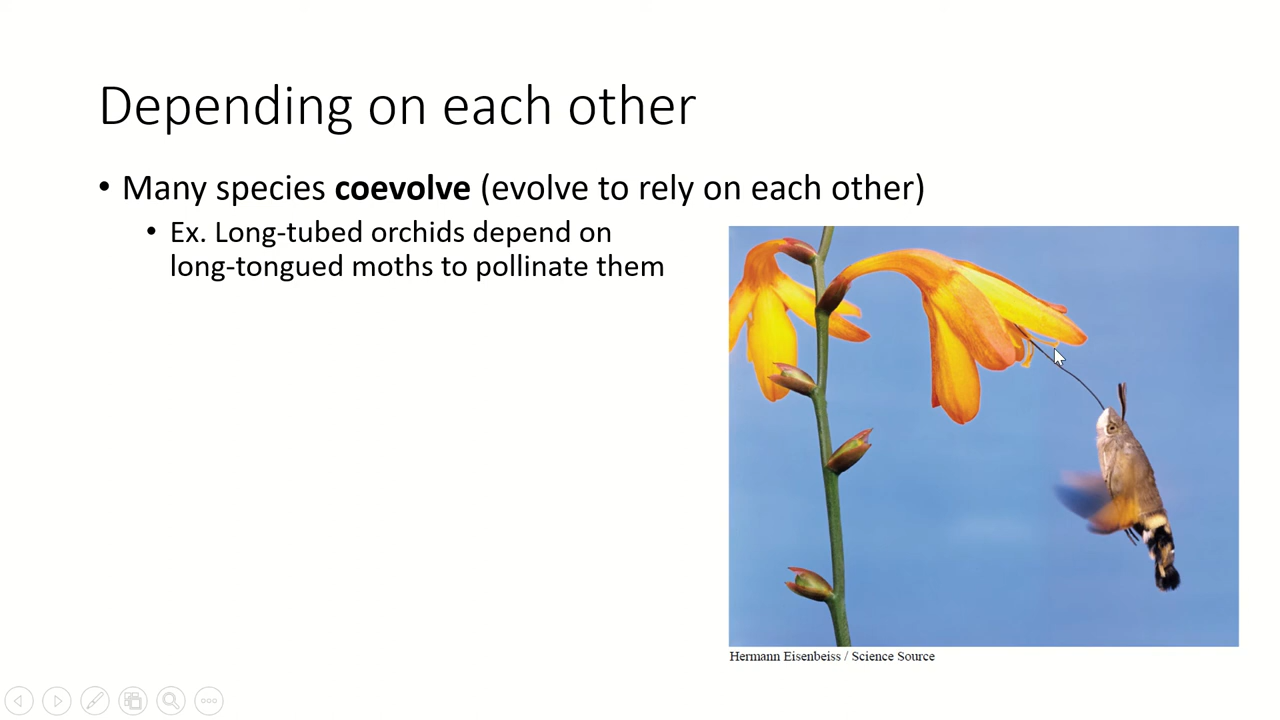 Depending on each other
• Many species coevolve (evolve to rely on each other)
• Ex. Long-tubed orchids depend on
long-tongued moths to pollinate them
Hermann Eisenbeiss / Science Source